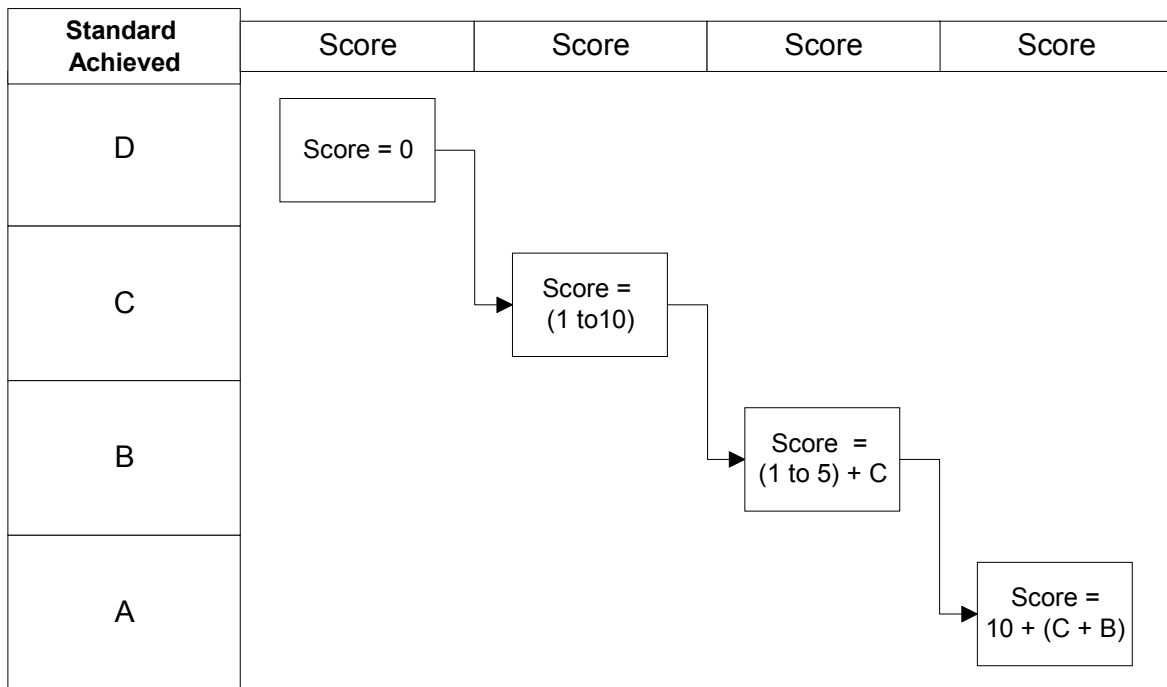 Standard
Achieved
Score
Score
Score
Score
D
Score = 0
C
Score =
(1 to10)
B
Score =
(1 to 5) + C
A
Score =
10 + (C + B)